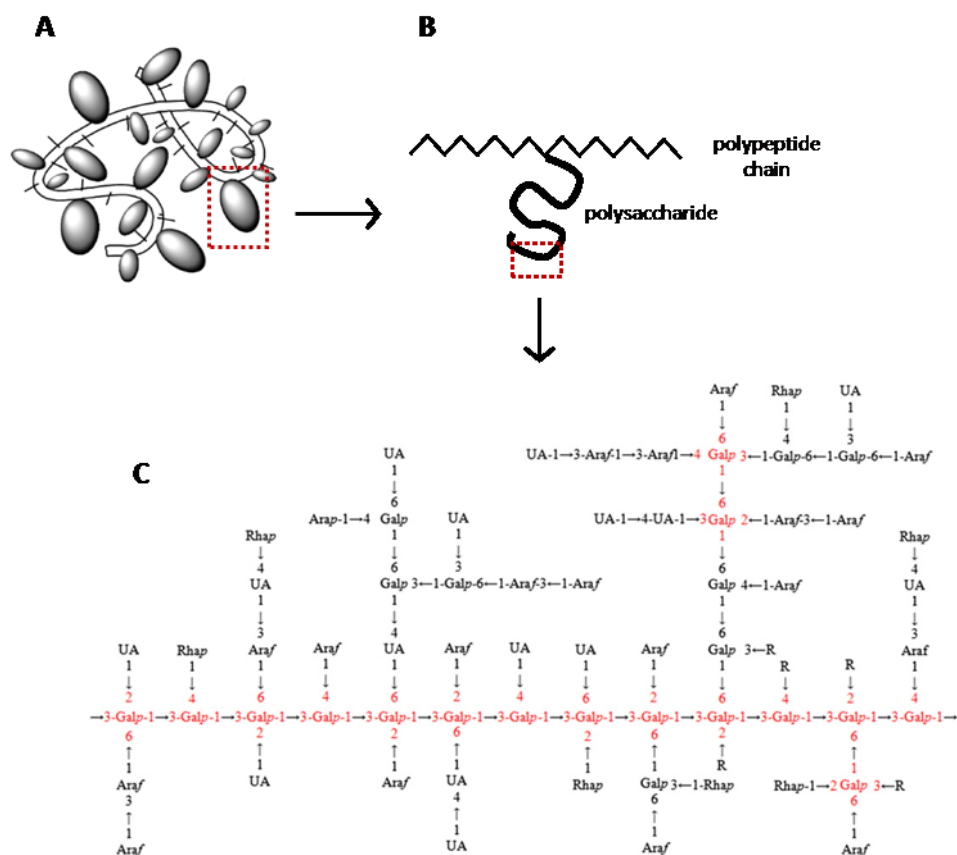 A
B
polypeptide
chain
polysaccharide
C
Araf Rhap UA
1 1 1
↓ ↓ ↓
6 4 3
UA-1→3-Araf-1→3-Araf1→4 Galp 3←1-Galp-6←1-Galp-6←1-Araf
UA 1
1 ↓
↓ 6
6 UA-1→4-UA-1→3Galp 2←1-Araf-3←1-Araf
Arap-1→4 Galp UA 1
Rhap 1 1 ↓ Rhap
1 ↓ ↓ 6 1
↓ 6 3 Galp 4←1-Araf ↓
4 Galp 3←1-Galp-6←1-Araf-3←1-Araf 1 4
UA 1 ↓ UA
1 ↓ 6 1
↓ 4 Galp 3←R ↓
3 3
UA Rhap Araf Araf UA Araf UA UA Araf 1 R R Araf
1 1 1 1 1 1 1 1 1 ↓ 1
↓ ↓ ↓ ↓ ↓ ↓ ↓ ↓ ↓ ↓ ↓ ↓
2 4 6 4 6 2 4 6 2 6 4 2 4
→3-Galp-1→3-Galp-1→3-Galp-1→3-Galp-1→3-Galp-1→3-Galp-1→3-Galp-1→3-Galp-1→3-Galp-1→3-Galp-1→3-Galp-1→3-Galp-1→3-Galp-1→
6 2 2 6 2 6 2 6
↑ ↑ ↑ ↑ ↑ ↑ ↑ ↑
1 1 1 1 1 1 R 1
Araf UA Araf UA Rhap Galp3←1-Rhap Rhap-1→2 Galp 3←R
3 4 6 6
↑ ↑ ↑ ↑
1 1 1 1
Araf UA Araf Araf